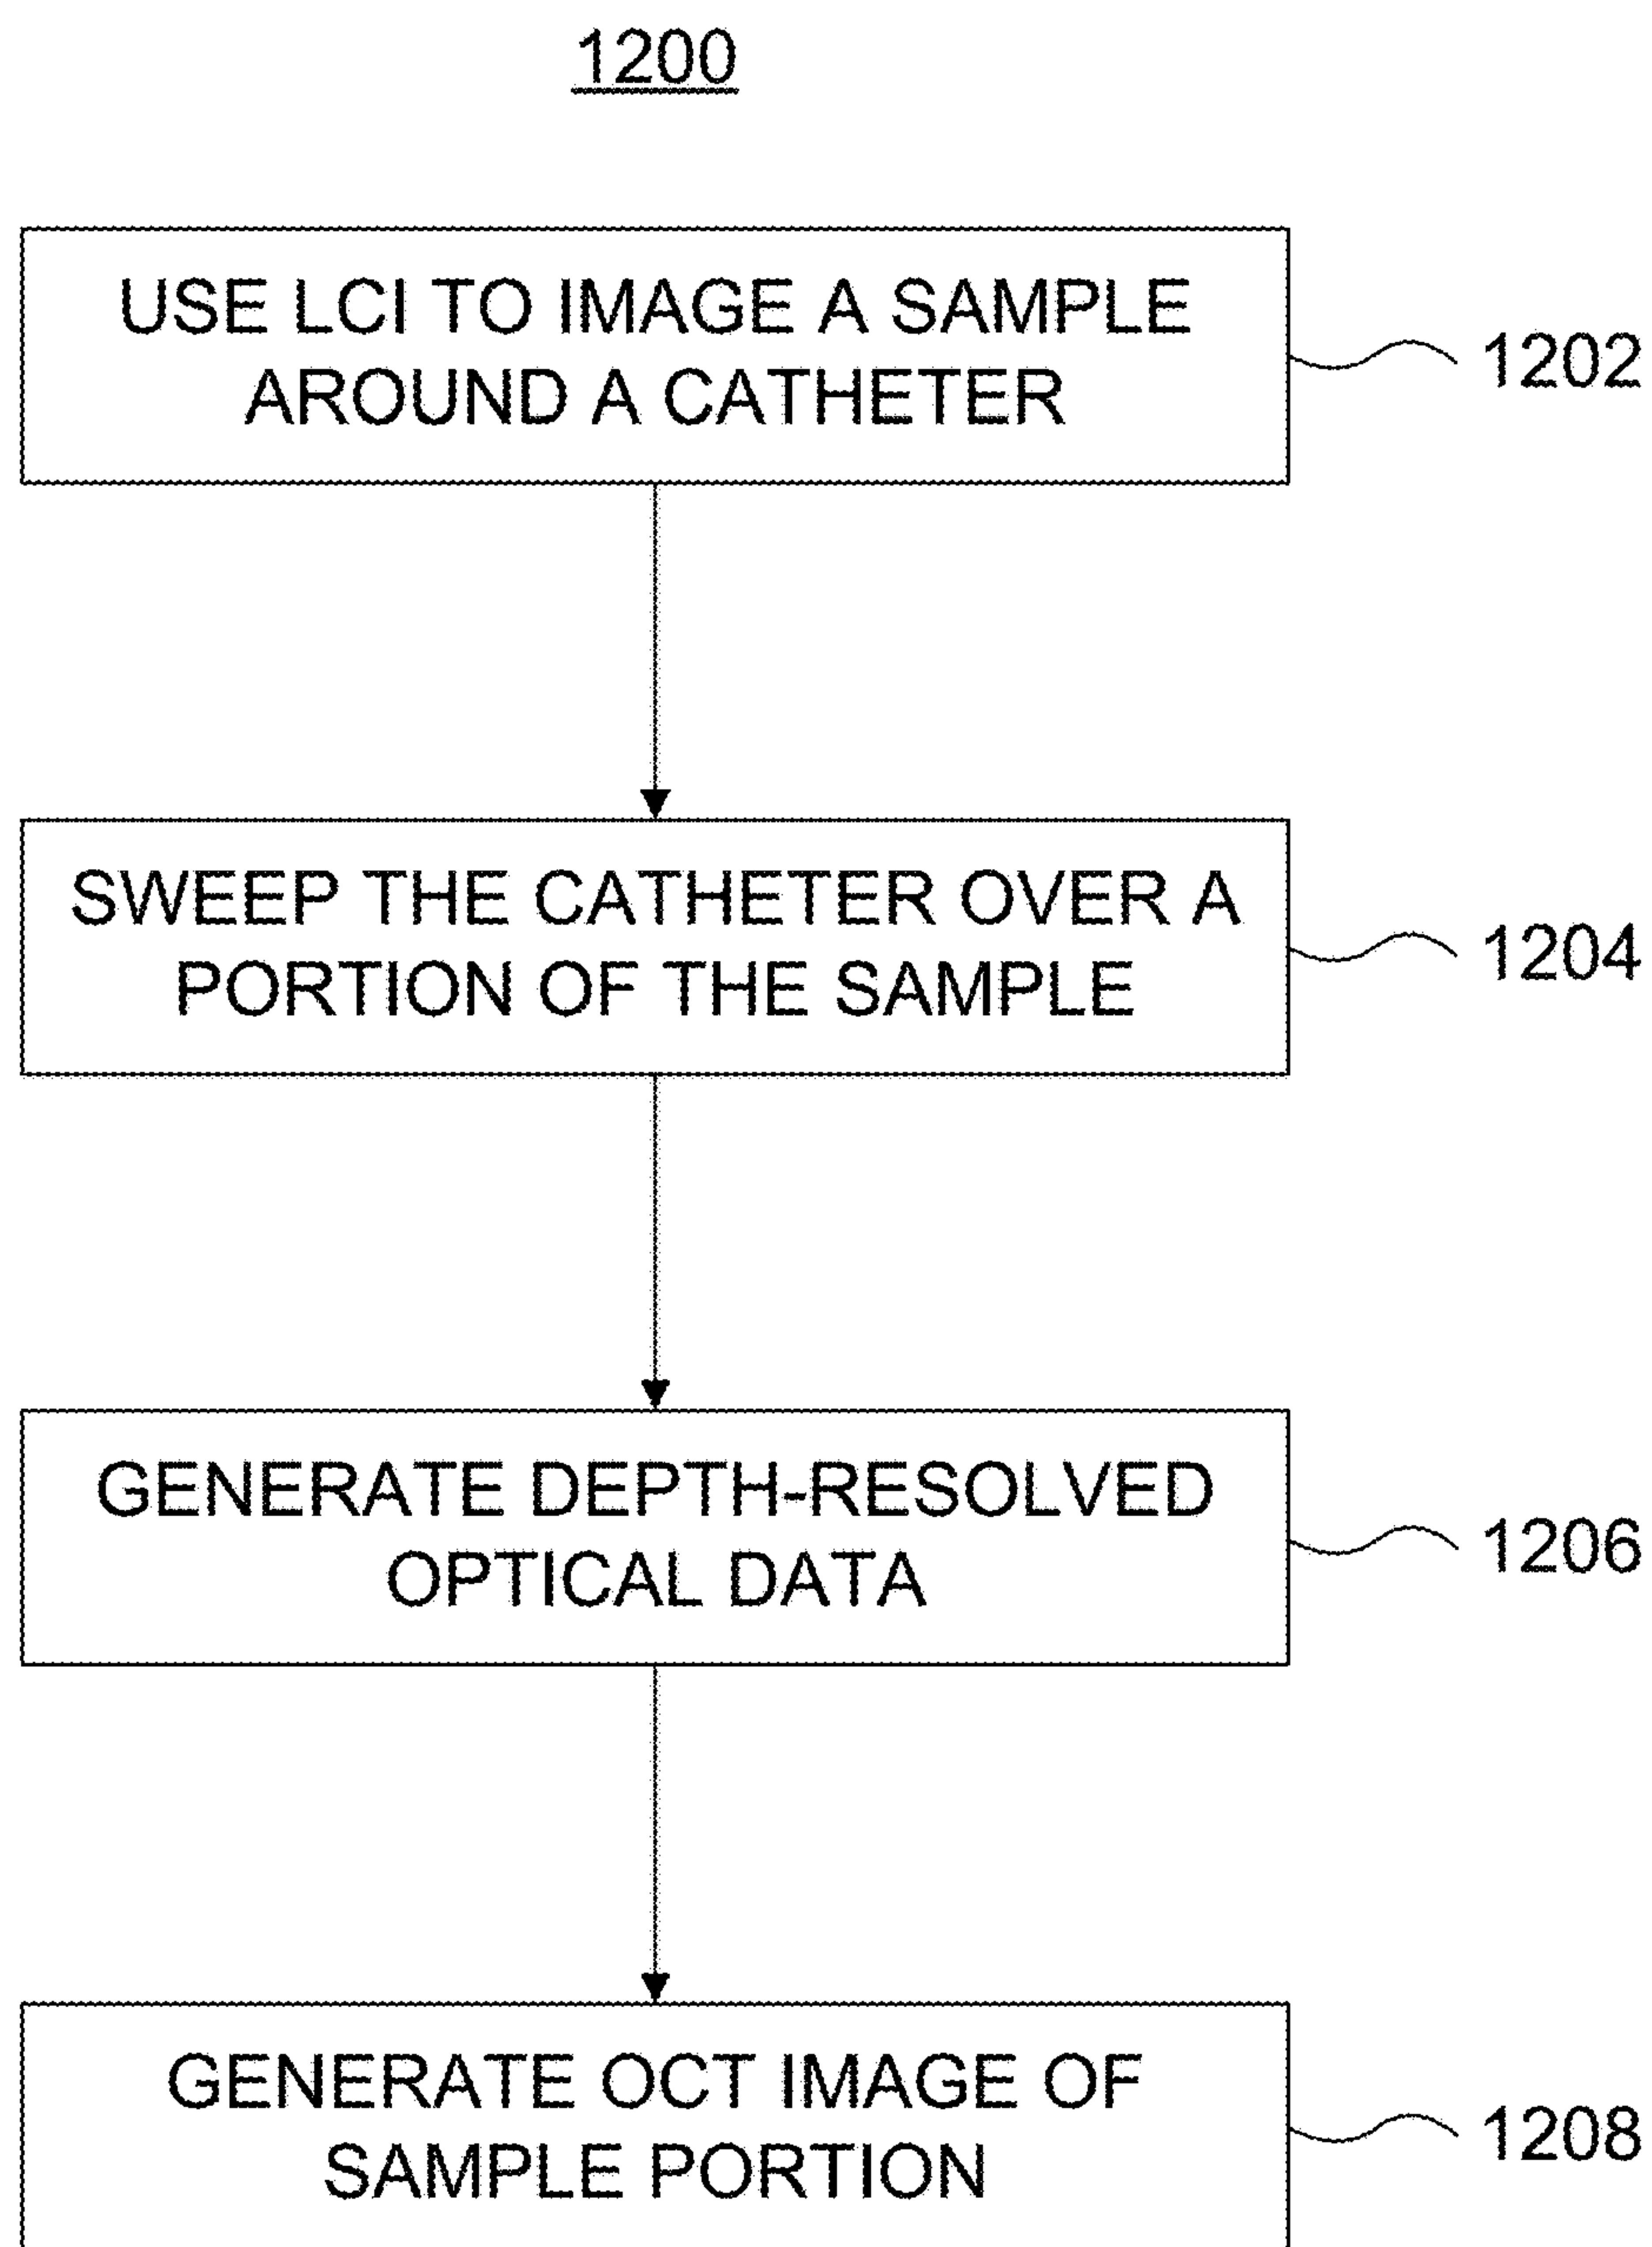 1200
USE LCI TO IMAGE A SAMPLE
AROUND A CATHETER
1202
SWEEP THE CATHETER OVER A
PORTION OF THE SAMPLE
1204
GENERATE DEPTH-RESOLVED
OPTICAL DATA
1206
GENERATE OCT IMAGE OF
SAMPLE PORTION
1208